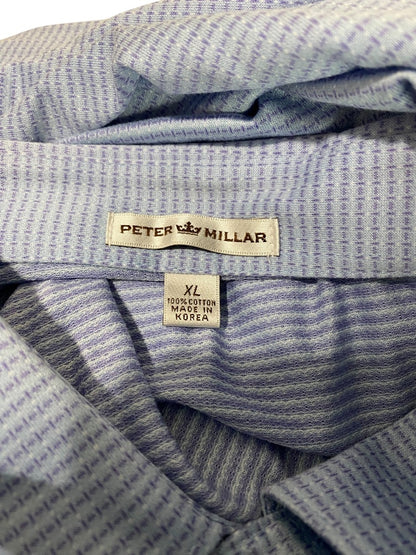 PETER MILLAR
XL
100% COTTON
MADE IN
KOREA